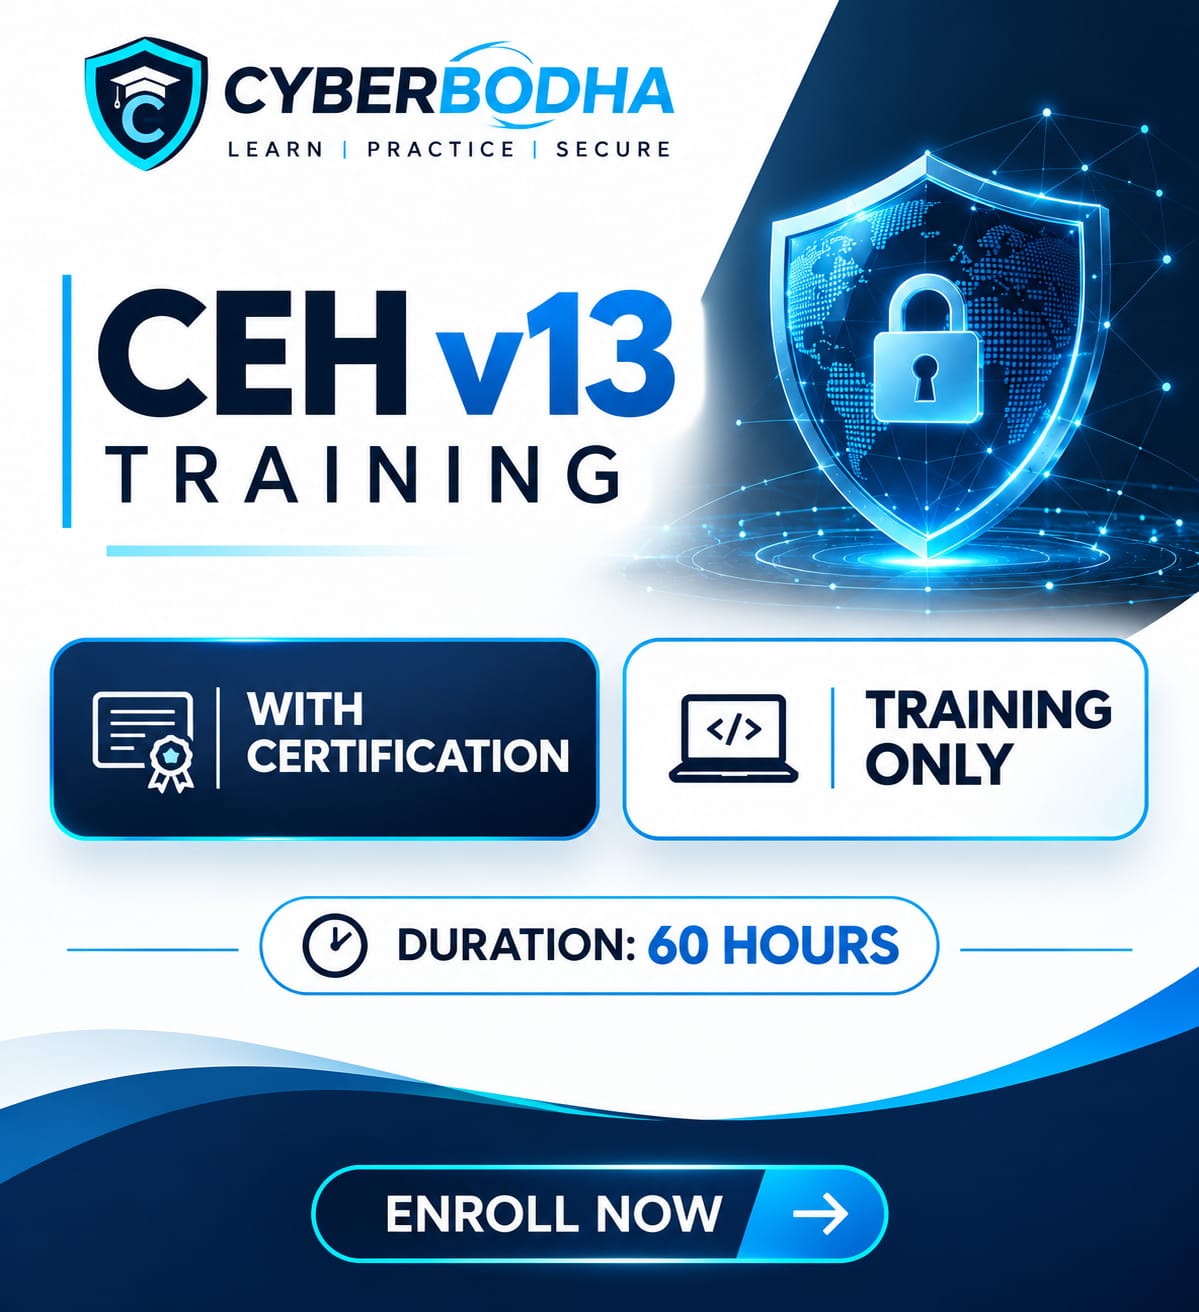 CYBERBODHA
LEARN | PRACTICE | SECURE
CEH v13
TRAINING
WITH
CERTIFICATION
</>
TRAINING
ONLY
DURATION: 60 HOURS
ENROLL NOW